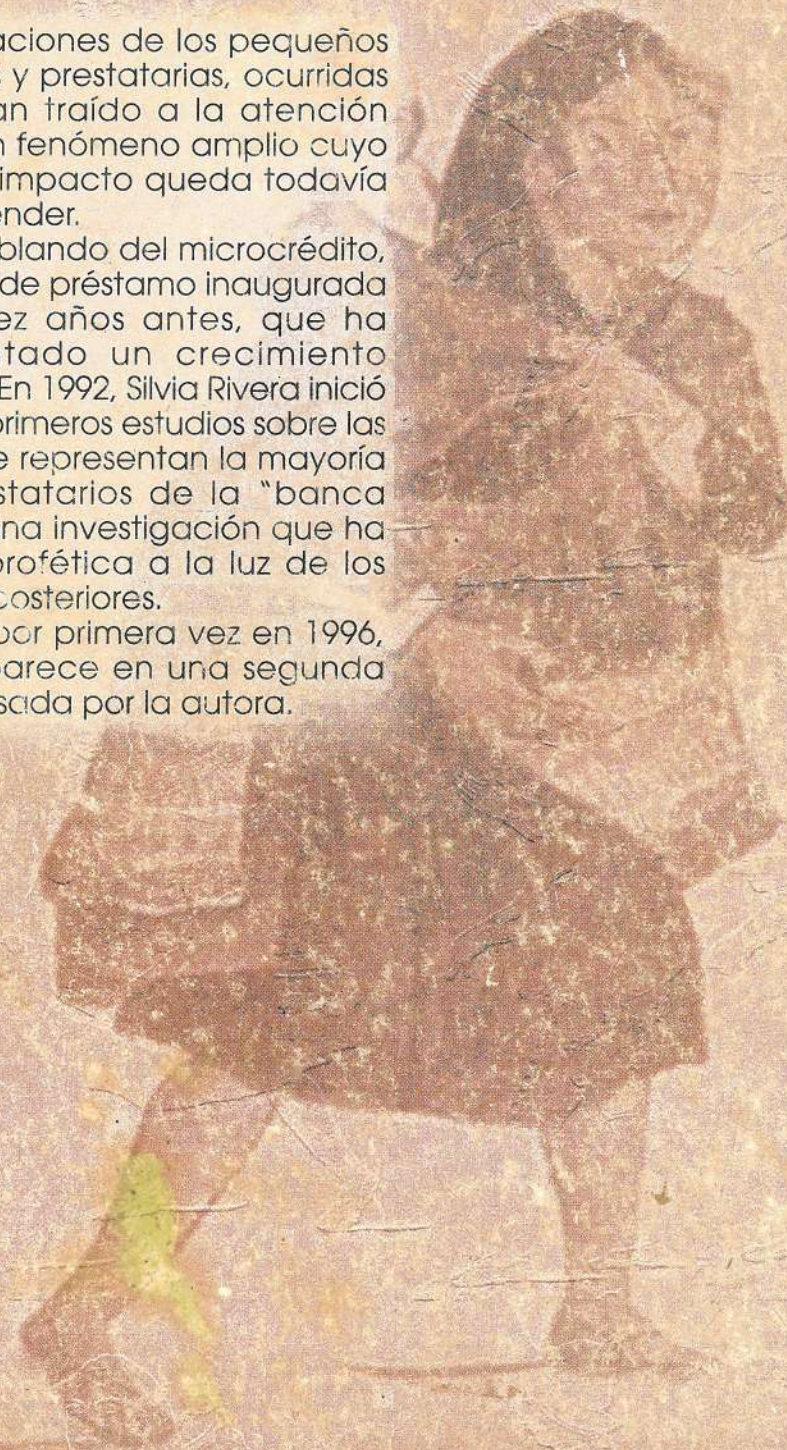 aciones de los pequeños
s y prestatarias, ocurridas
an traído a la atención
n fenómeno amplio cuyo
impacto queda todavía
ender.
blando del microcrédito,
de préstamo inaugurada
ez años antes, que ha
tado un crecimiento
En 1992, Silvia Rivera inició
primeros estudios sobre las
e representan la mayoría
statarios de la "banca
na investigación que ha
profética a la luz de los
posteriores.
por primera vez en 1996,
parece en una segunda
sada por la autora.